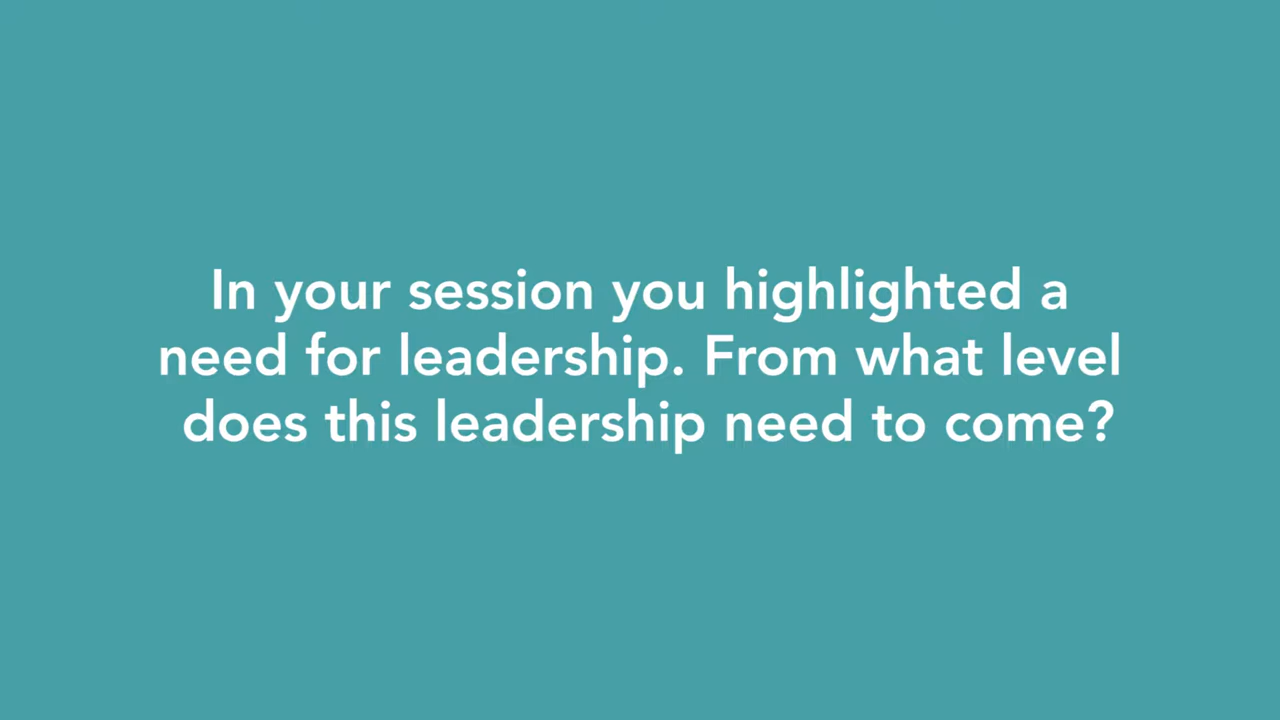 In your session you highlighted a
need for leadership. From what level
does this leadership need to come?